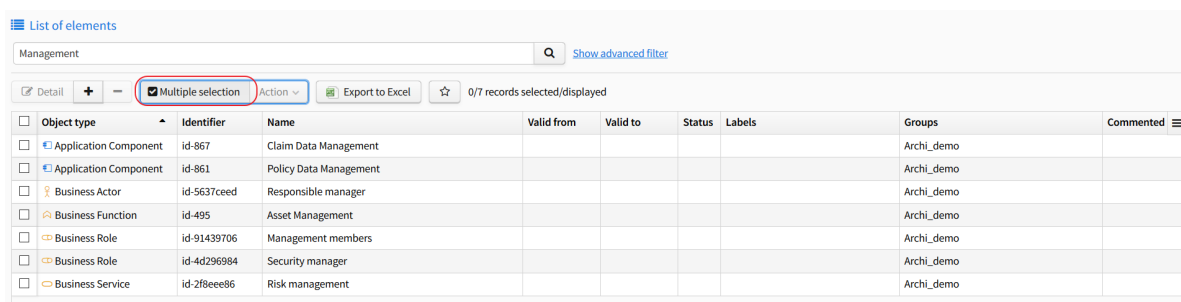 List of elements
Management Show advanced filter
Detail Multiple selection Action Export to Excel 0/7 records selected/displayed
Object type Identifier Name Valid from Valid to Status Labels Groups Commented
Application Component id-867 Claim Data Management Archi_demo
Application Component id-861 Policy Data Management Archi_demo
Business Actor id-5637ceed Responsible manager Archi_demo
Business Function id-495 Asset Management Archi_demo
Business Role id-91439706 Management members Archi_demo
Business Role id-4d296984 Security manager Archi_demo
Business Service id-2f8eee86 Risk management Archi_demo